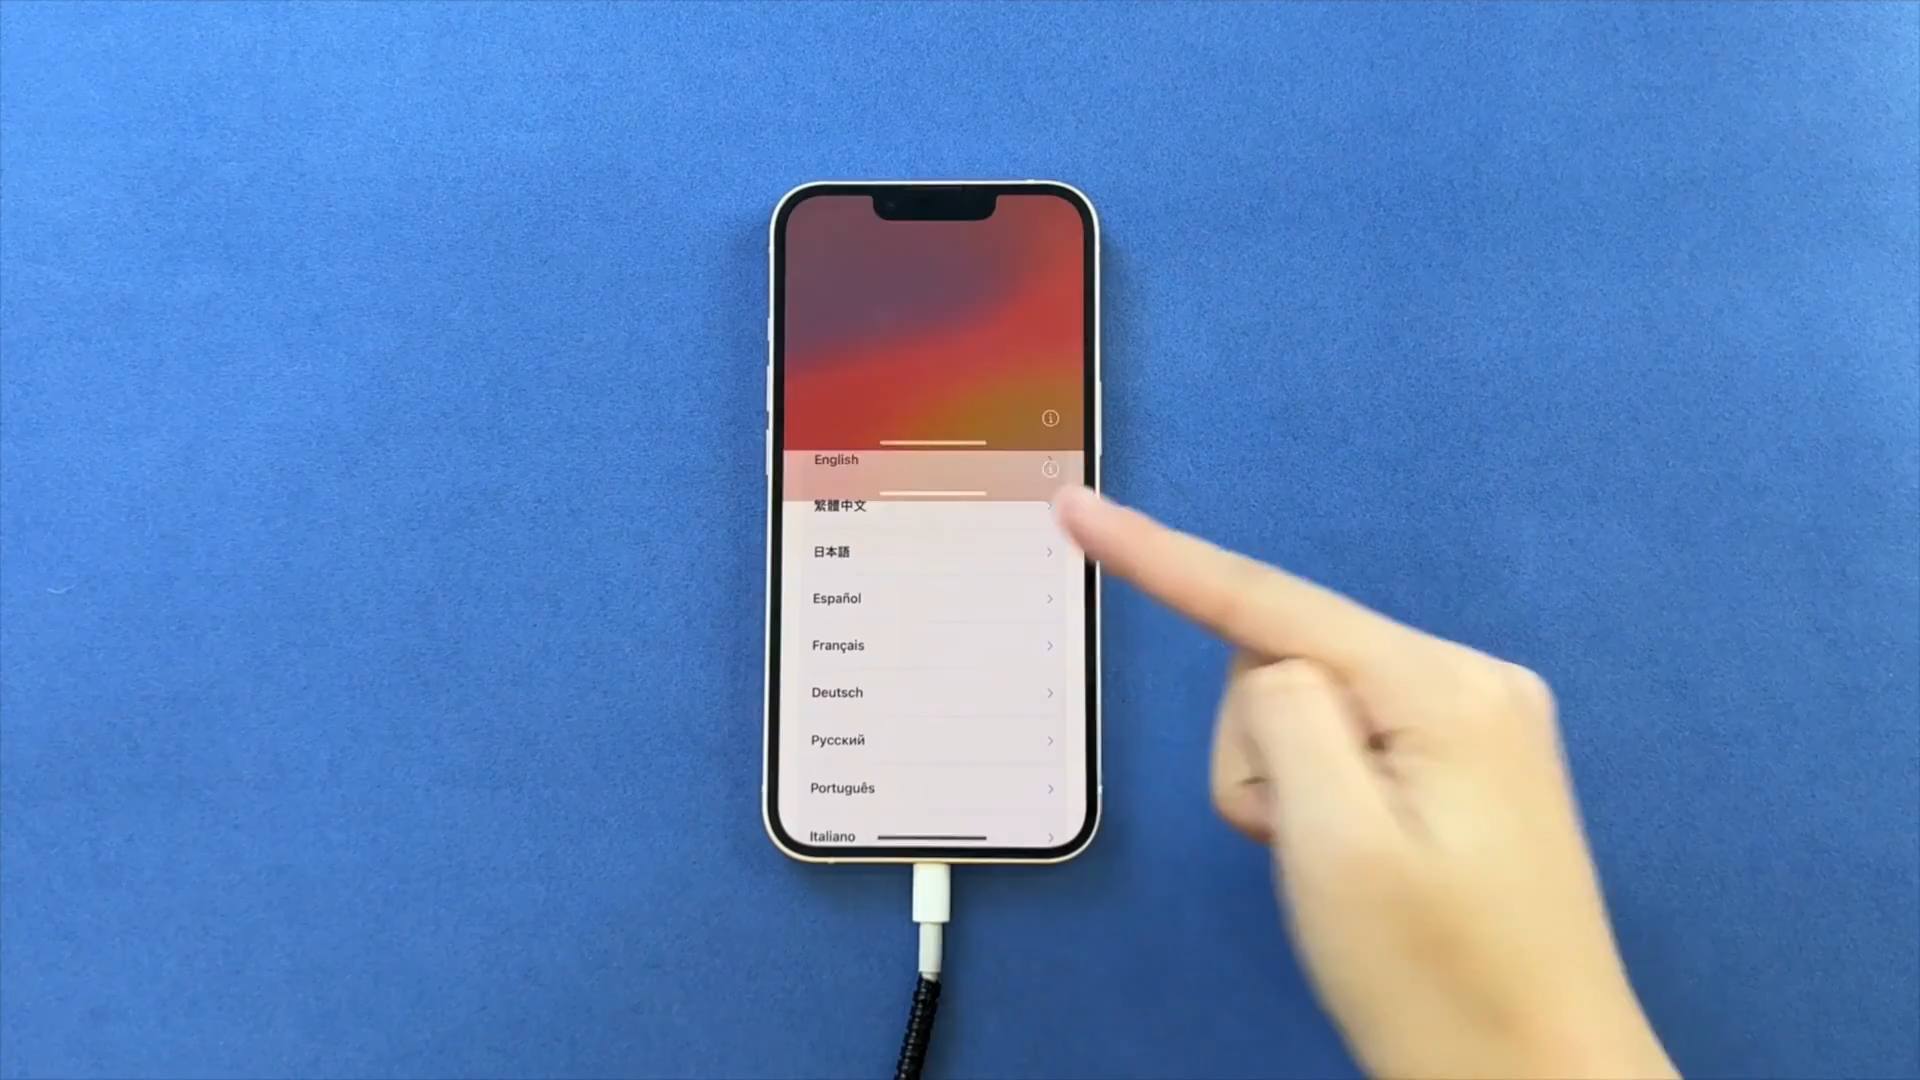 English
繁體中文
日本語
Español
Français
Deutsch
Русский
Português
Italiano